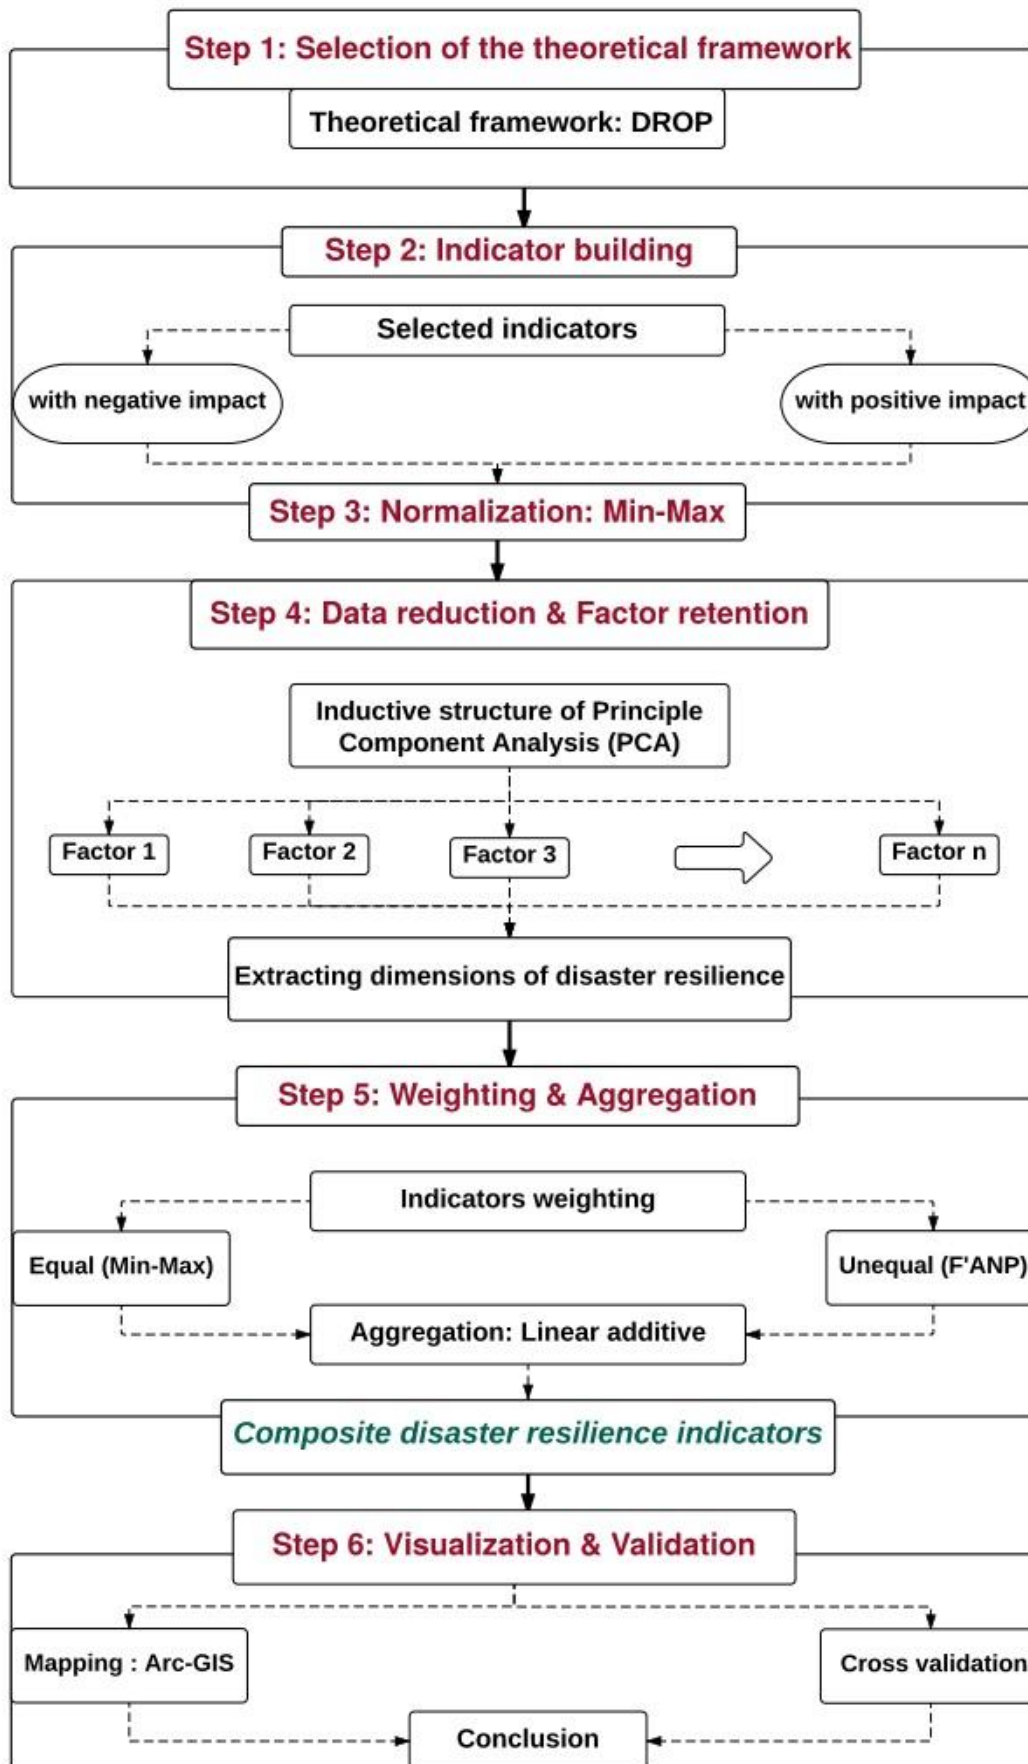 Step 1: Selection of the theoretical framework
Theoretical framework: DROP
Step 2: Indicator building
Selected indicators
with negative impact
with positive impact
Step 3: Normalization: Min-Max
Step 4: Data reduction & Factor retention
Inductive structure of Principle
Component Analysis (PCA)
Factor 1
Factor 2
Factor 3
Factor n
Extracting dimensions of disaster resilience
Step 5: Weighting & Aggregation
Indicators weighting
Equal (Min-Max)
Unequal (F'ANP)
Aggregation: Linear additive
Composite disaster resilience indicators
Step 6: Visualization & Validation
Mapping : Arc-GIS
Cross validation
Conclusion